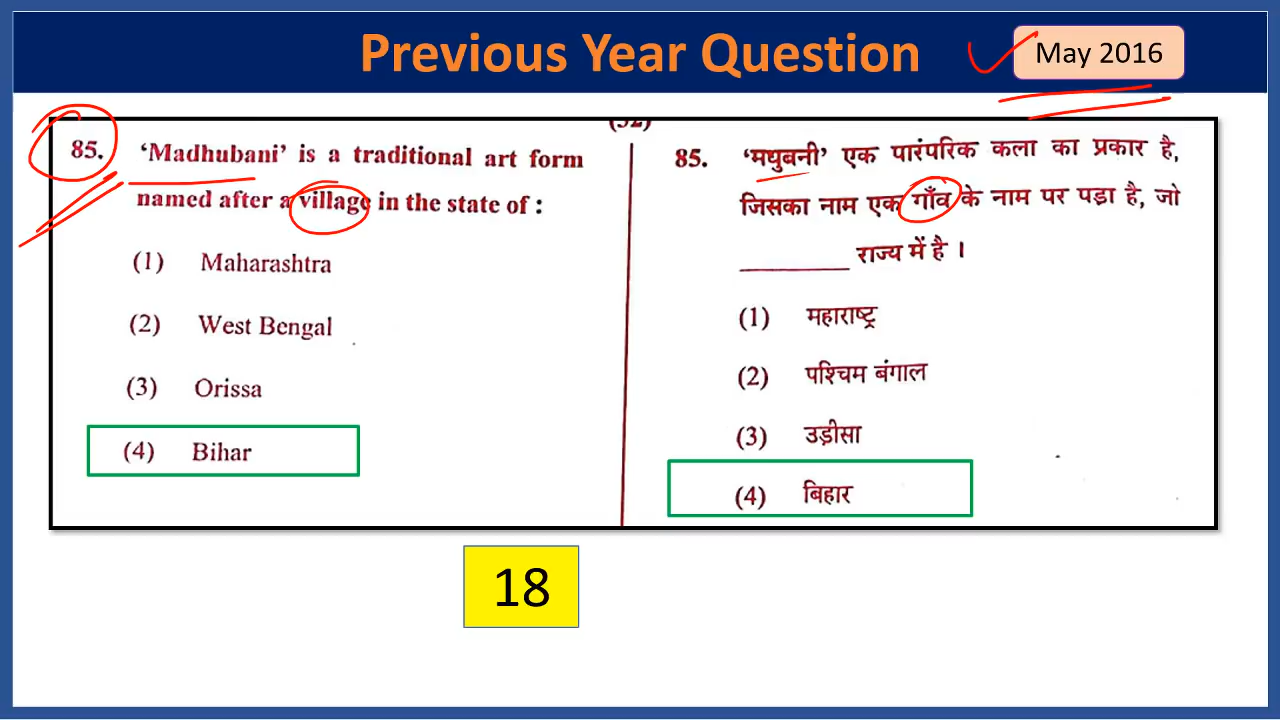 Previous Year Question
May 2016
85. 'Madhubani' is a traditional art form
named after a village in the state of :
(1) Maharashtra
(2) West Bengal
(3) Orissa
(4) Bihar
85. 'मधुबनी' एक पारंपरिक कला का प्रकार है,
जिसका नाम एक गाँव के नाम पर पड़ा है, जो
________ राज्य में है ।
(1) महाराष्ट्र
(2) पश्चिम बंगाल
(3) उड़ीसा
(4) बिहार
18